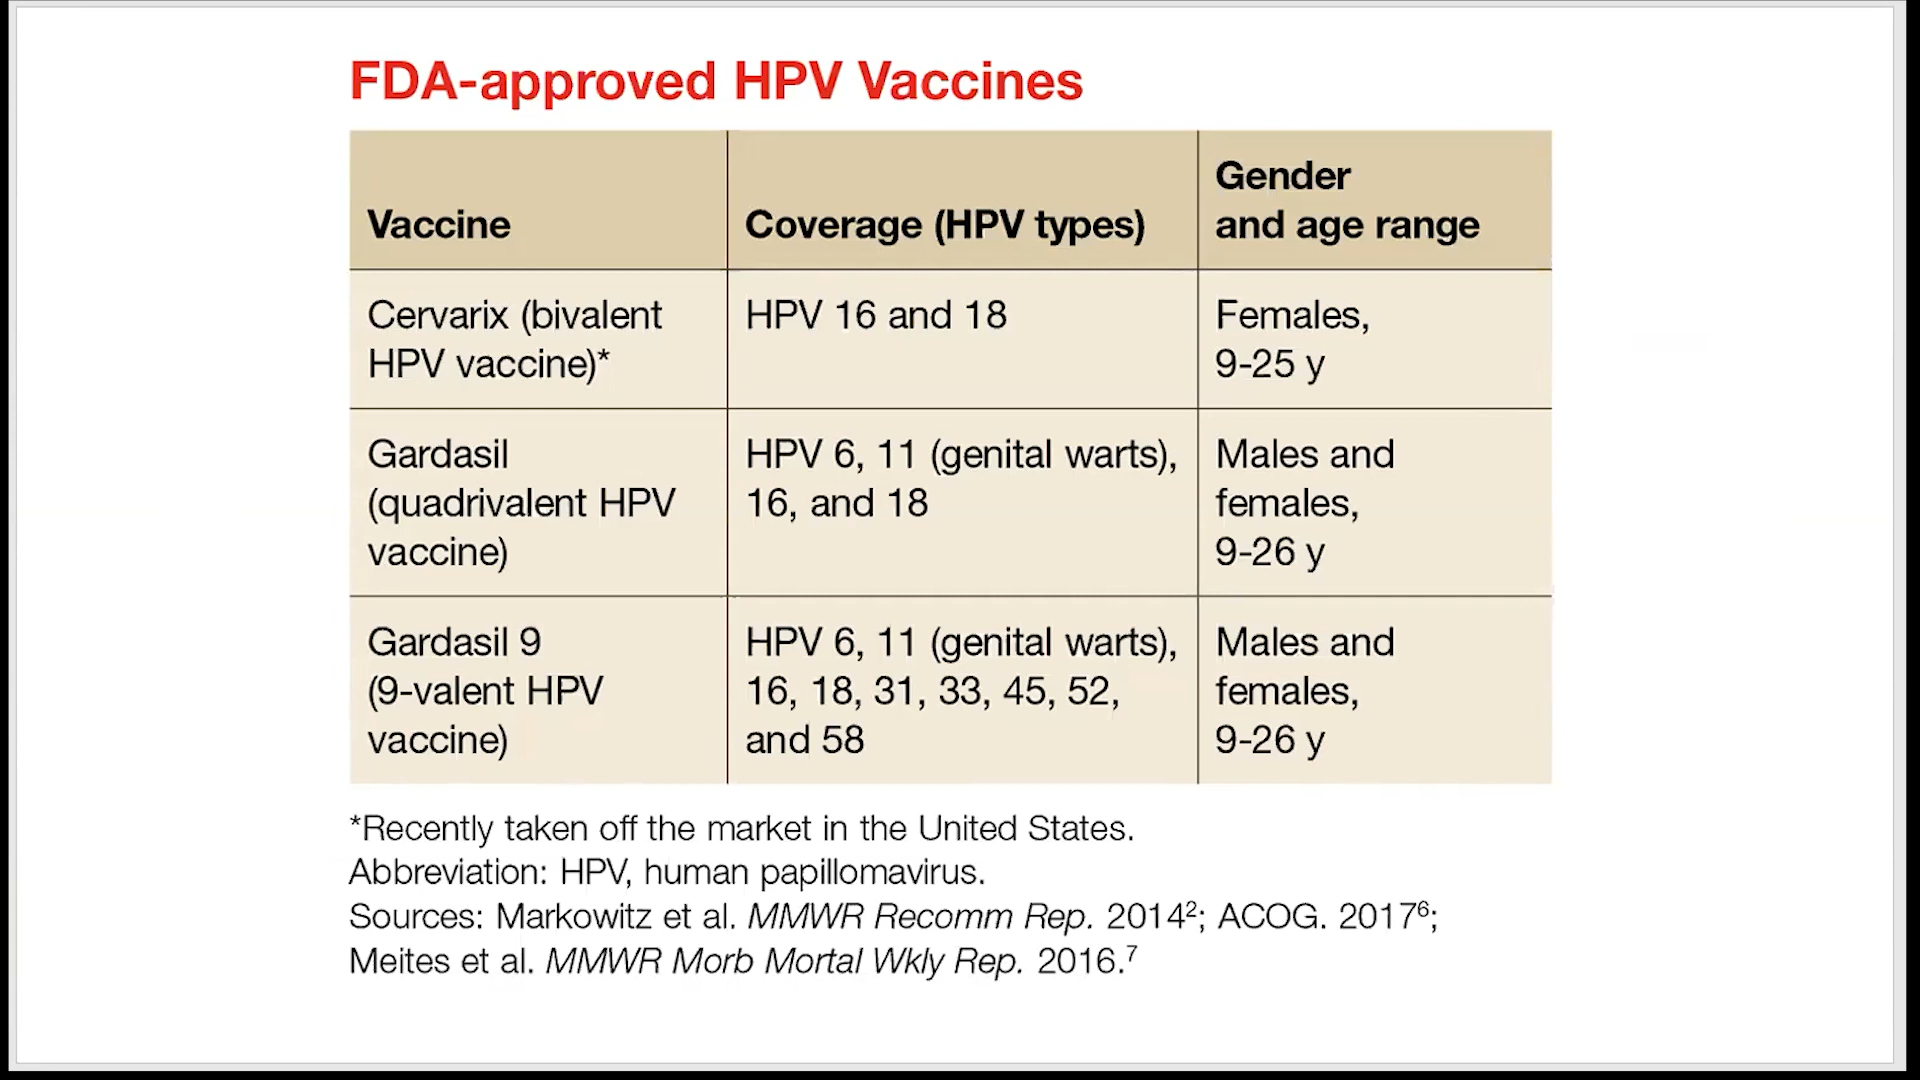 FDA-approved HPV Vaccines
Vaccine
Coverage (HPV types)
Gender
and age range
Cervarix (bivalent
HPV vaccine)*
HPV 16 and 18
Females,
9-25 y
Gardasil
(quadrivalent HPV
vaccine)
HPV 6, 11 (genital warts),
16, and 18
Males and
females,
9-26 y
Gardasil 9
(9-valent HPV
vaccine)
HPV 6, 11 (genital warts),
16, 18, 31, 33, 45, 52,
and 58
Males and
females,
9-26 y
*Recently taken off the market in the United States.
Abbreviation: HPV, human papillomavirus.
Sources: Markowitz et al. MMWR Recomm Rep. 2014²; ACOG. 2017⁶;
Meites et al. MMWR Morb Mortal Wkly Rep. 2016.⁷